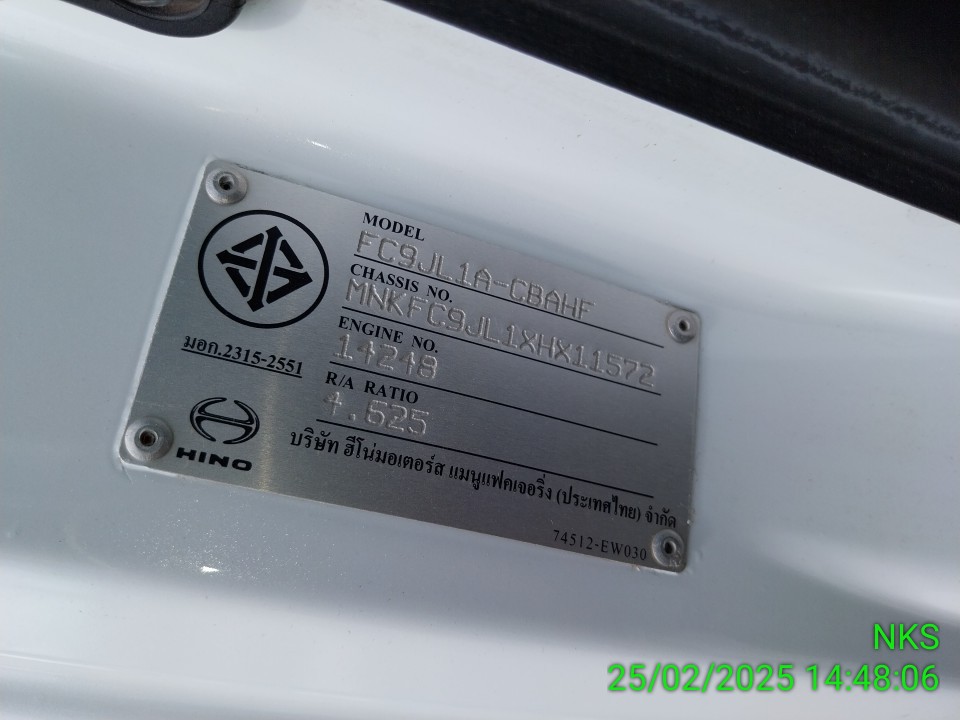 MODEL
FC9JL1A-CBAHF
CHASSIS NO.
MNKFC9JL1XHX11572
ENGINE NO.
14248
R/A RATIO
4.625
มอก.2315-2551
HINO
บริษัท ฮีโน่มอเตอร์ส แมนูแฟคเจอริ่ง (ประเทศไทย) จำกัด
74512-EW030
NKS
25/02/2025 14:48:06